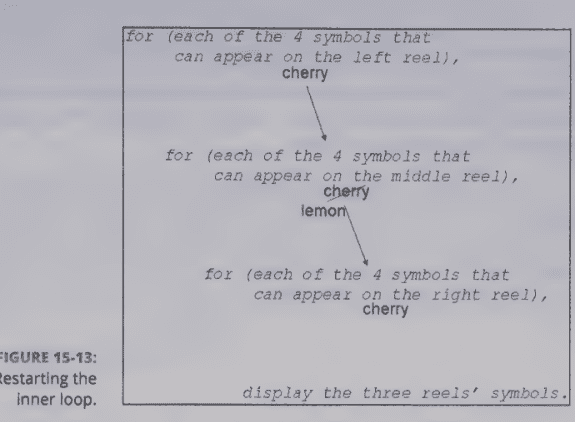 for (each of the 4 symbols that
can appear on the left reel),
cherry
for (each of the 4 symbols that
can appear on the middle reel),
cherry
lemon
for (each of the 4 symbols that
can appear on the right reel),
cherry
display the three reels' symbols.
FIGURE 15-13:
Restarting the
inner loop.